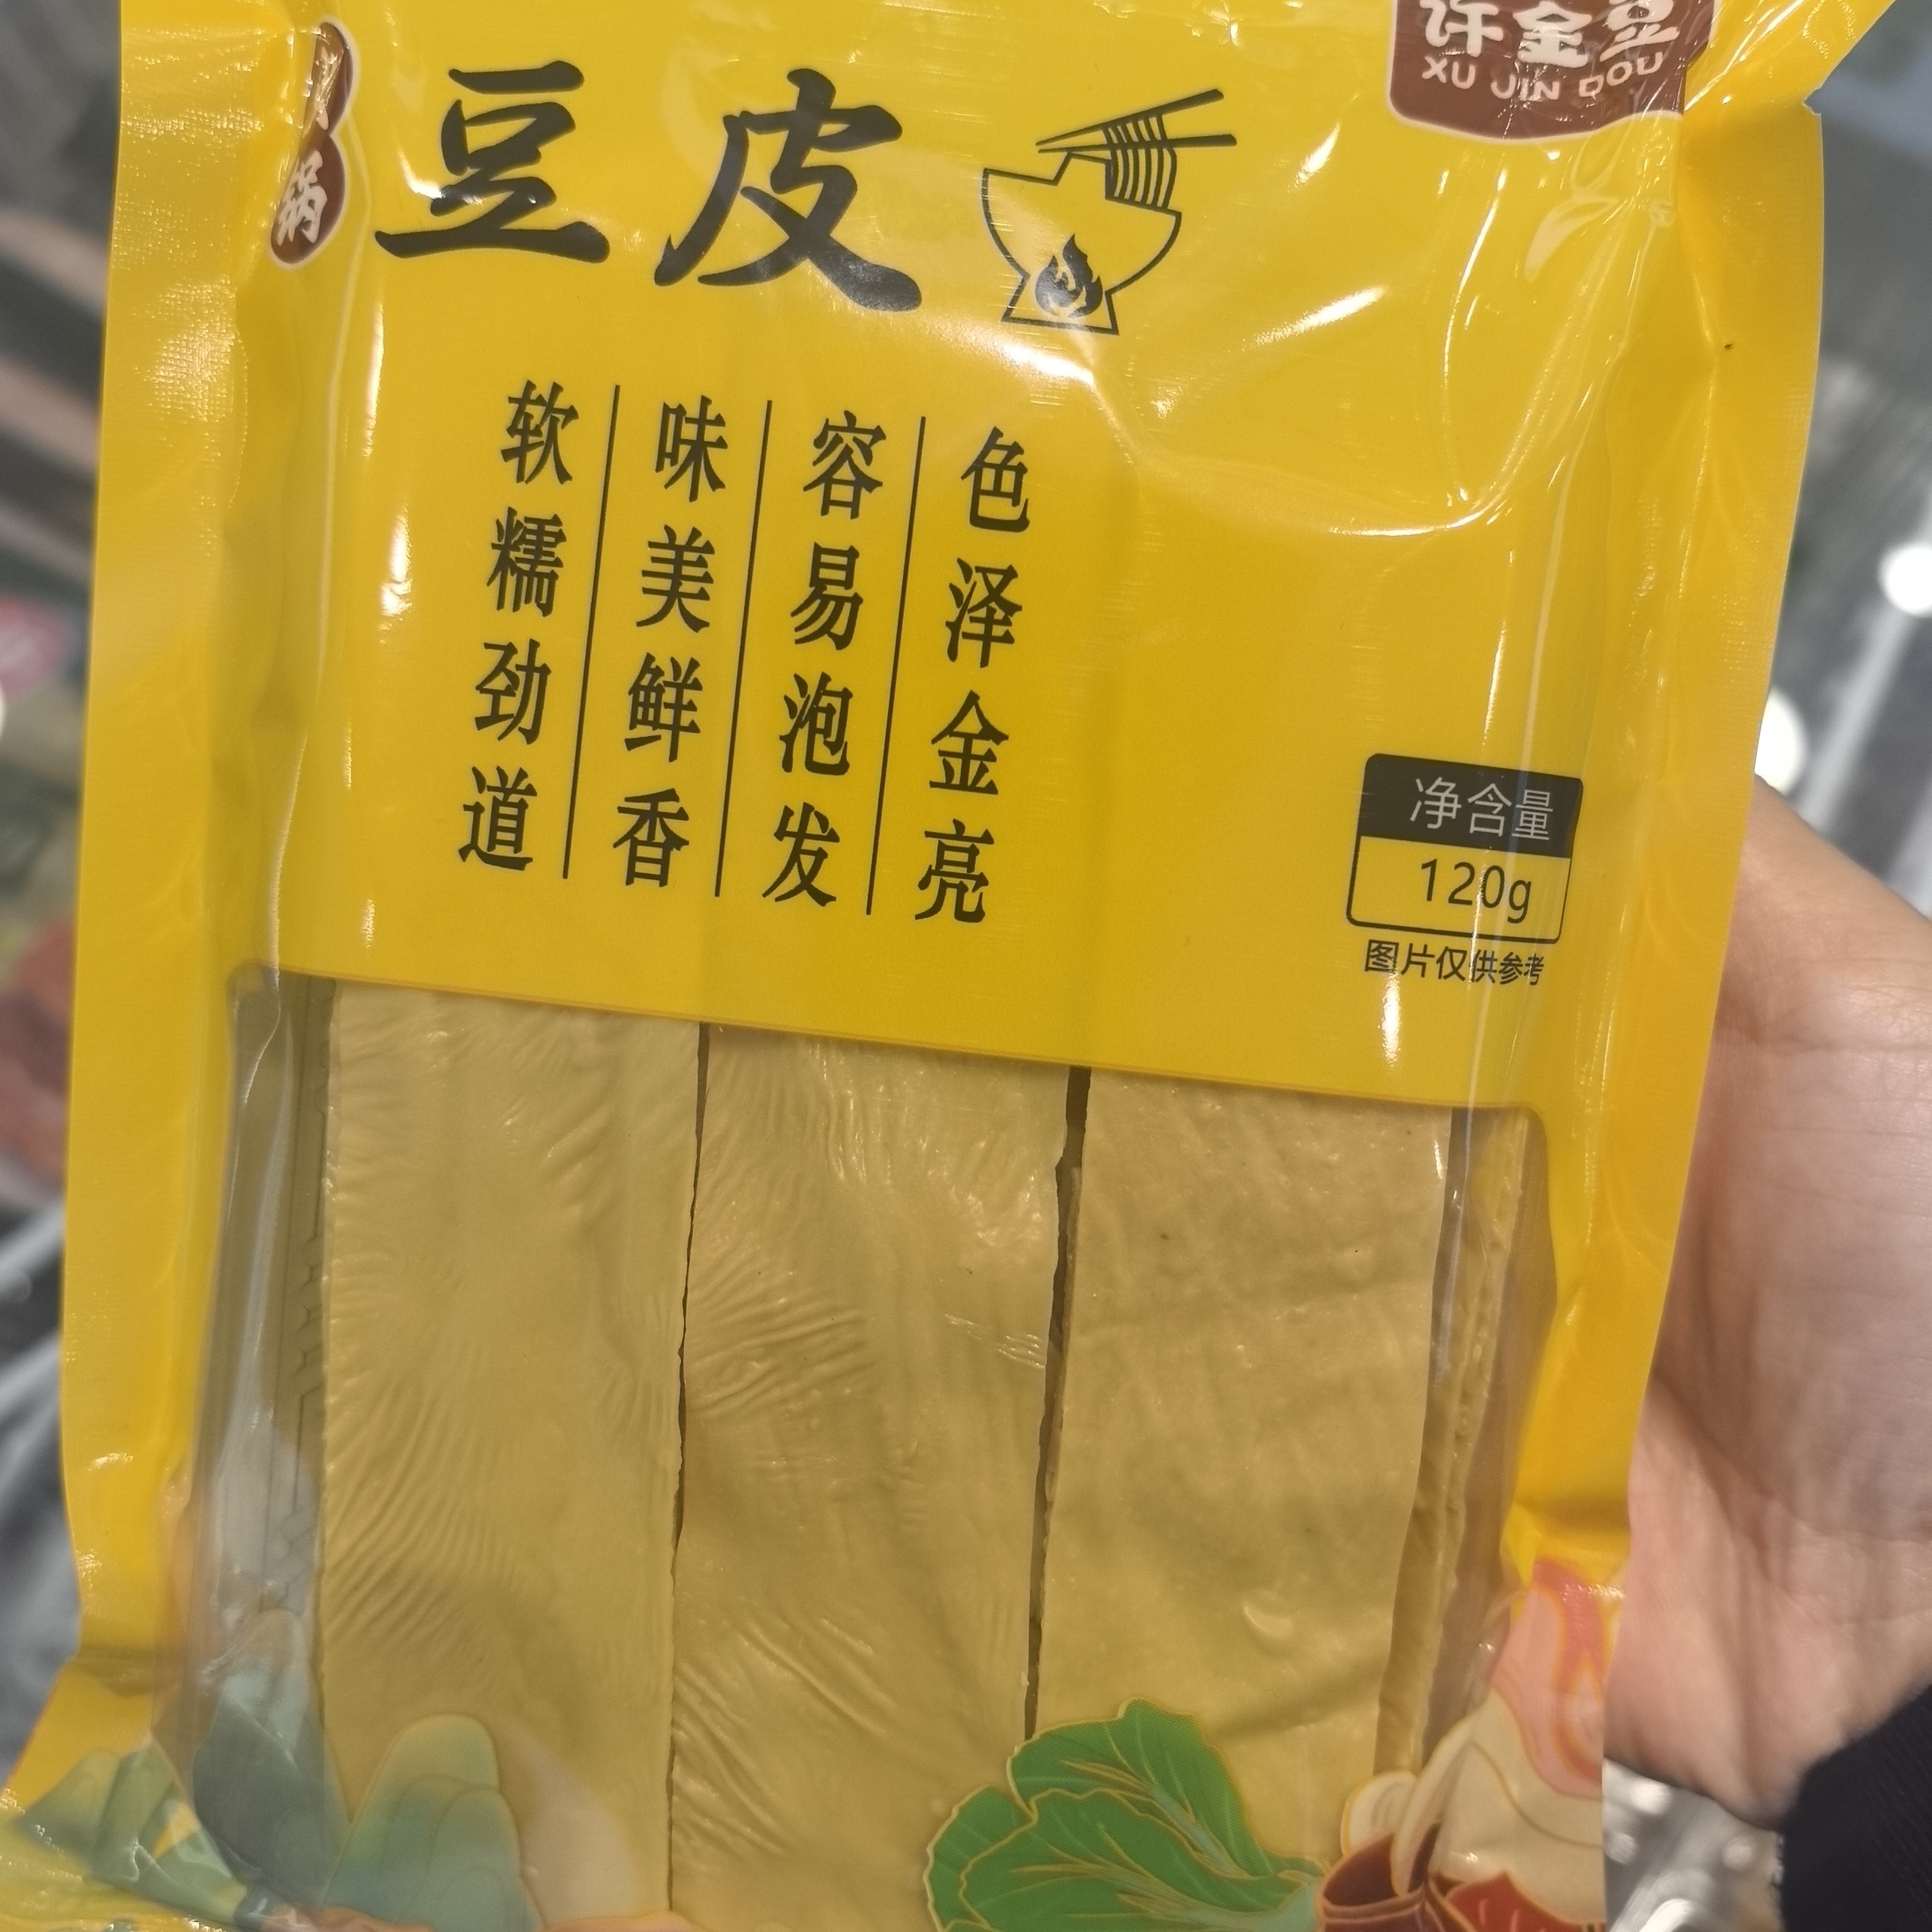 许金豆
XU JIN DOU
锅
豆皮
色泽金亮
容易泡发
味美鲜香
软糯劲道
净含量
120g
图片仅供参考